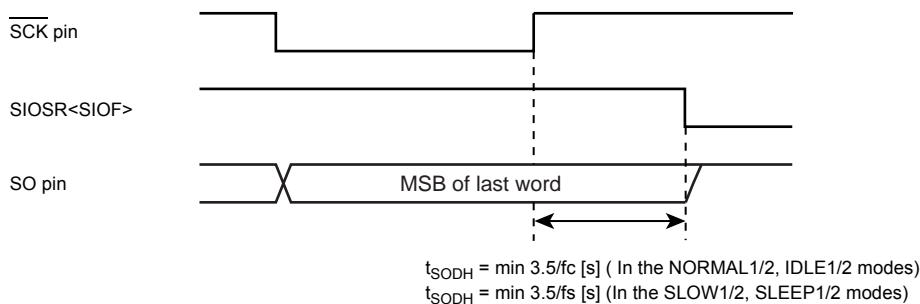 SCK pin
SIOSR<SIOF>
SO pin
MSB of last word
tSODH = min 3.5/fc [s] ( In the NORMAL1/2, IDLE1/2 modes)
tSODH = min 3.5/fs [s] (In the SLOW1/2, SLEEP1/2 modes)